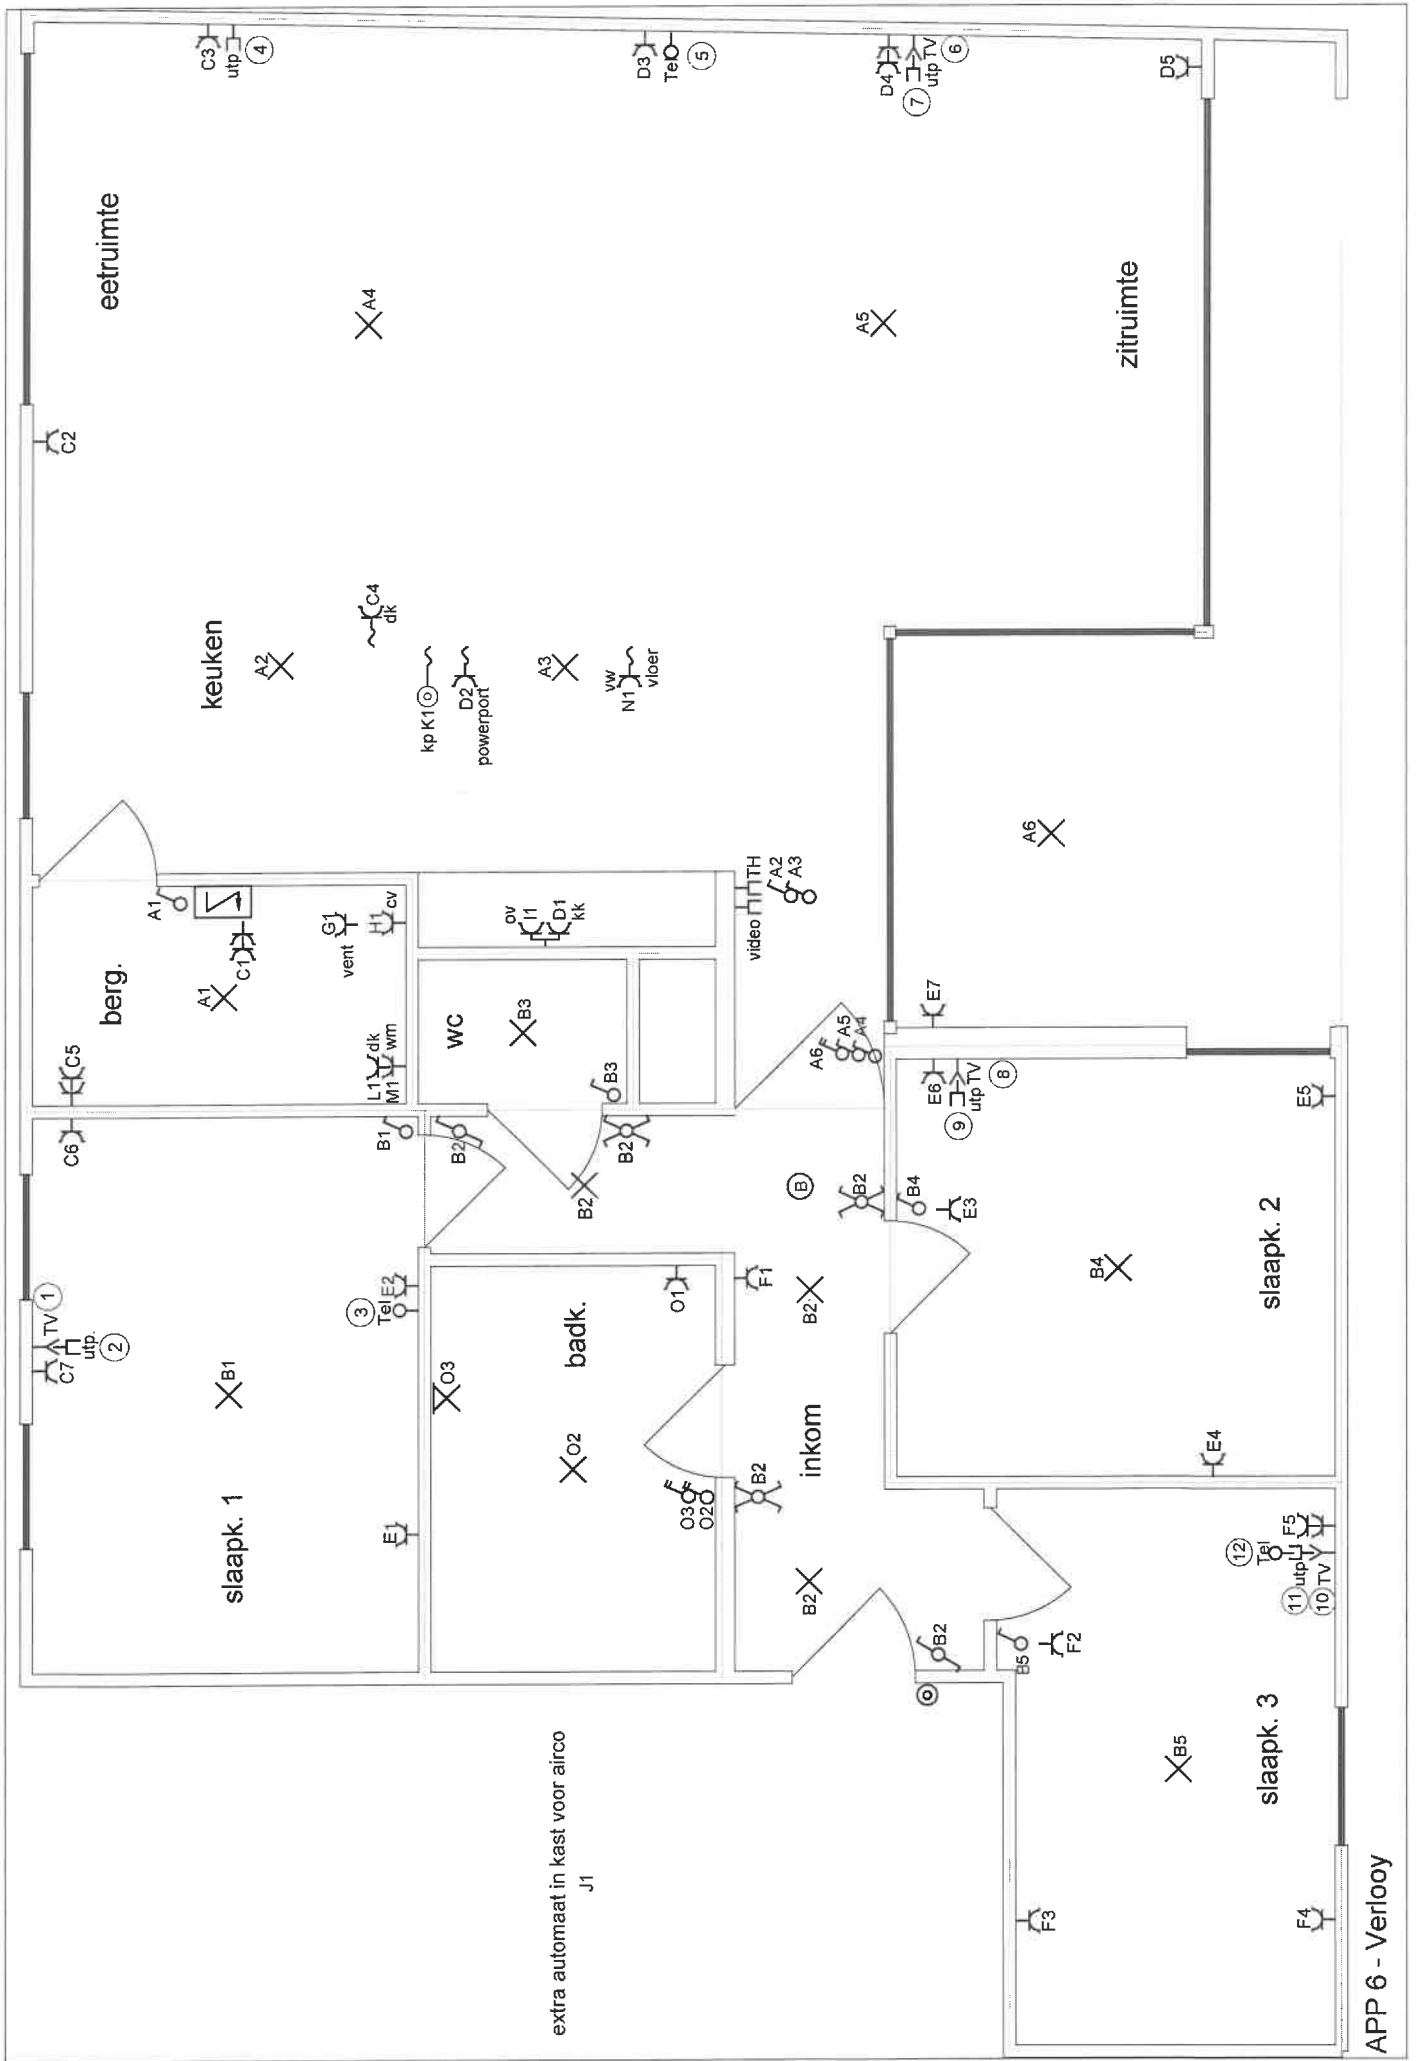 eetruimte
keuken
berg.
slaapk. 1
C3
utp
4
D3
Tel
5
D4
utp TV
6
7
D5
C2
A4
A5
zitruimte
A2
C4
dk
kp K1
D2
powerport
A3
vw
N1
vloer
A6
A1
A1
C1
G1
vent
H1
cv
ov
I1
D1
kk
TH
video
A2
A3
C5
L1
dk
M1
wm
wc
B3
B3
A6
A5
A4
E7
E6
utp TV
8
9
E5
C6
B1
B2
B2
B2
B
B2
B4
E3
B4
slaapk. 2
E4
TV
1
utp.
2
C7
B1
3
Tel
E2
E1
O3
badk.
O1
O2
O3
O2
F1
B2
inkom
B2
B2
B2
B5
F2
12
Tel
F5
11
utp
10
TV
B5
slaapk. 3
F3
F4
extra automaat in kast voor airco
J1
APP 6 - Verlooy